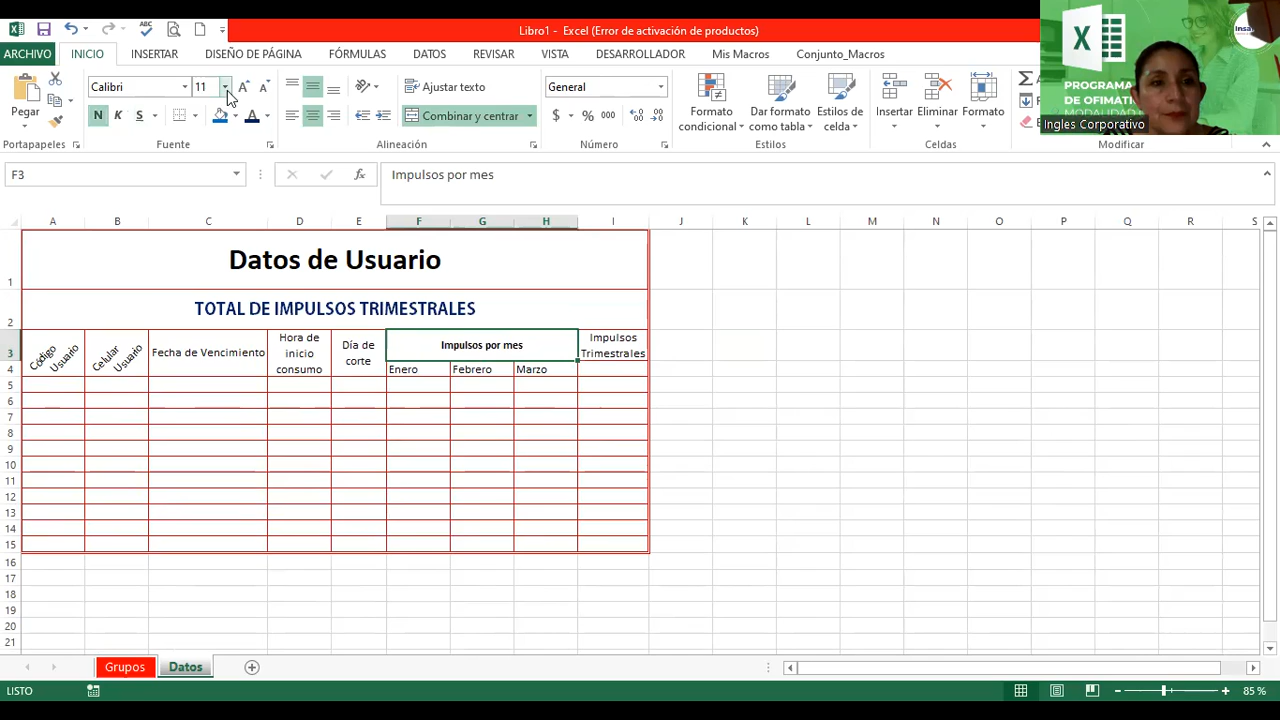 Libro1 - Excel (Error de activación de productos)
ARCHIVO INICIO INSERTAR DISEÑO DE PÁGINA FÓRMULAS DATOS REVISAR VISTA DESARROLLADOR Mis Macros Conjunto_Macros
PROGRAMA
DE OFIMATI
MODALIDAD
Ingles Corporativo
Pegar
Calibri 11
N K S
Ajustar texto
Combinar y centrar
General
$ % 000
Formato condicional
Dar formato como tabla
Estilos de celda
Insertar Eliminar Formato
Portapapeles Fuente Alineación Número Estilos Celdas Modificar
F3 fx Impulsos por mes
A B C D E F G H I J K L M N O P Q R S
1 Datos de Usuario
2 TOTAL DE IMPULSOS TRIMESTRALES
3 Código Usuario Celular Usuario Fecha de Vencimiento Hora de inicio consumo Día de corte Impulsos por mes Impulsos Trimestrales
4 Enero Febrero Marzo
5
6
7
8
9
10
11
12
13
14
15
16
17
18
19
20
21
Grupos Datos
LISTO 85 %